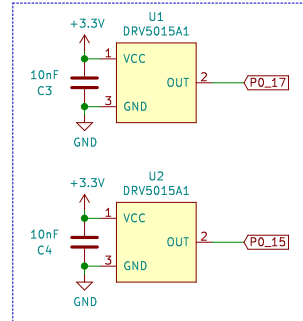 U1
DRV5015A1
+3.3V
1 VCC
10nF
C3
OUT 2 P0_17
3 GND
GND
U2
DRV5015A1
+3.3V
1 VCC
10nF
C4
OUT 2 P0_15
3 GND
GND